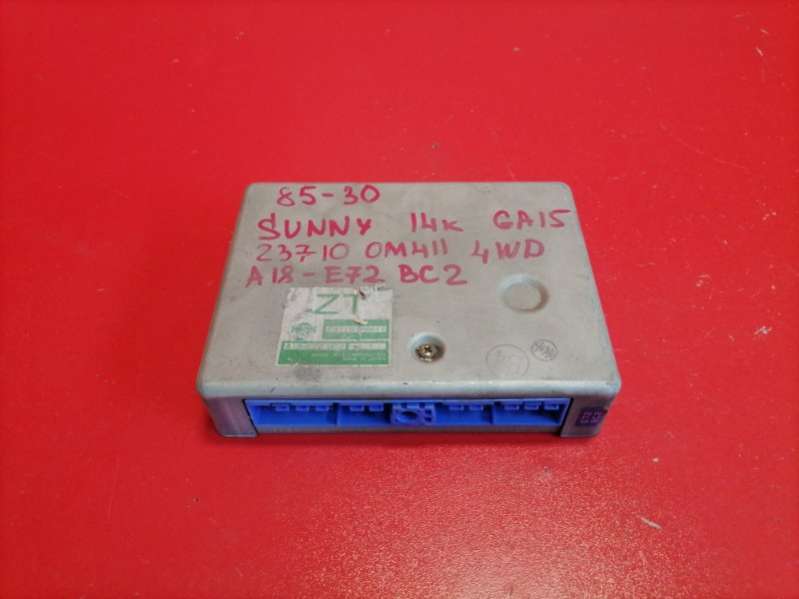 85-30
SUNNY 14k GA15
23710 0M411 4WD
A18-E72 BC2
ZT